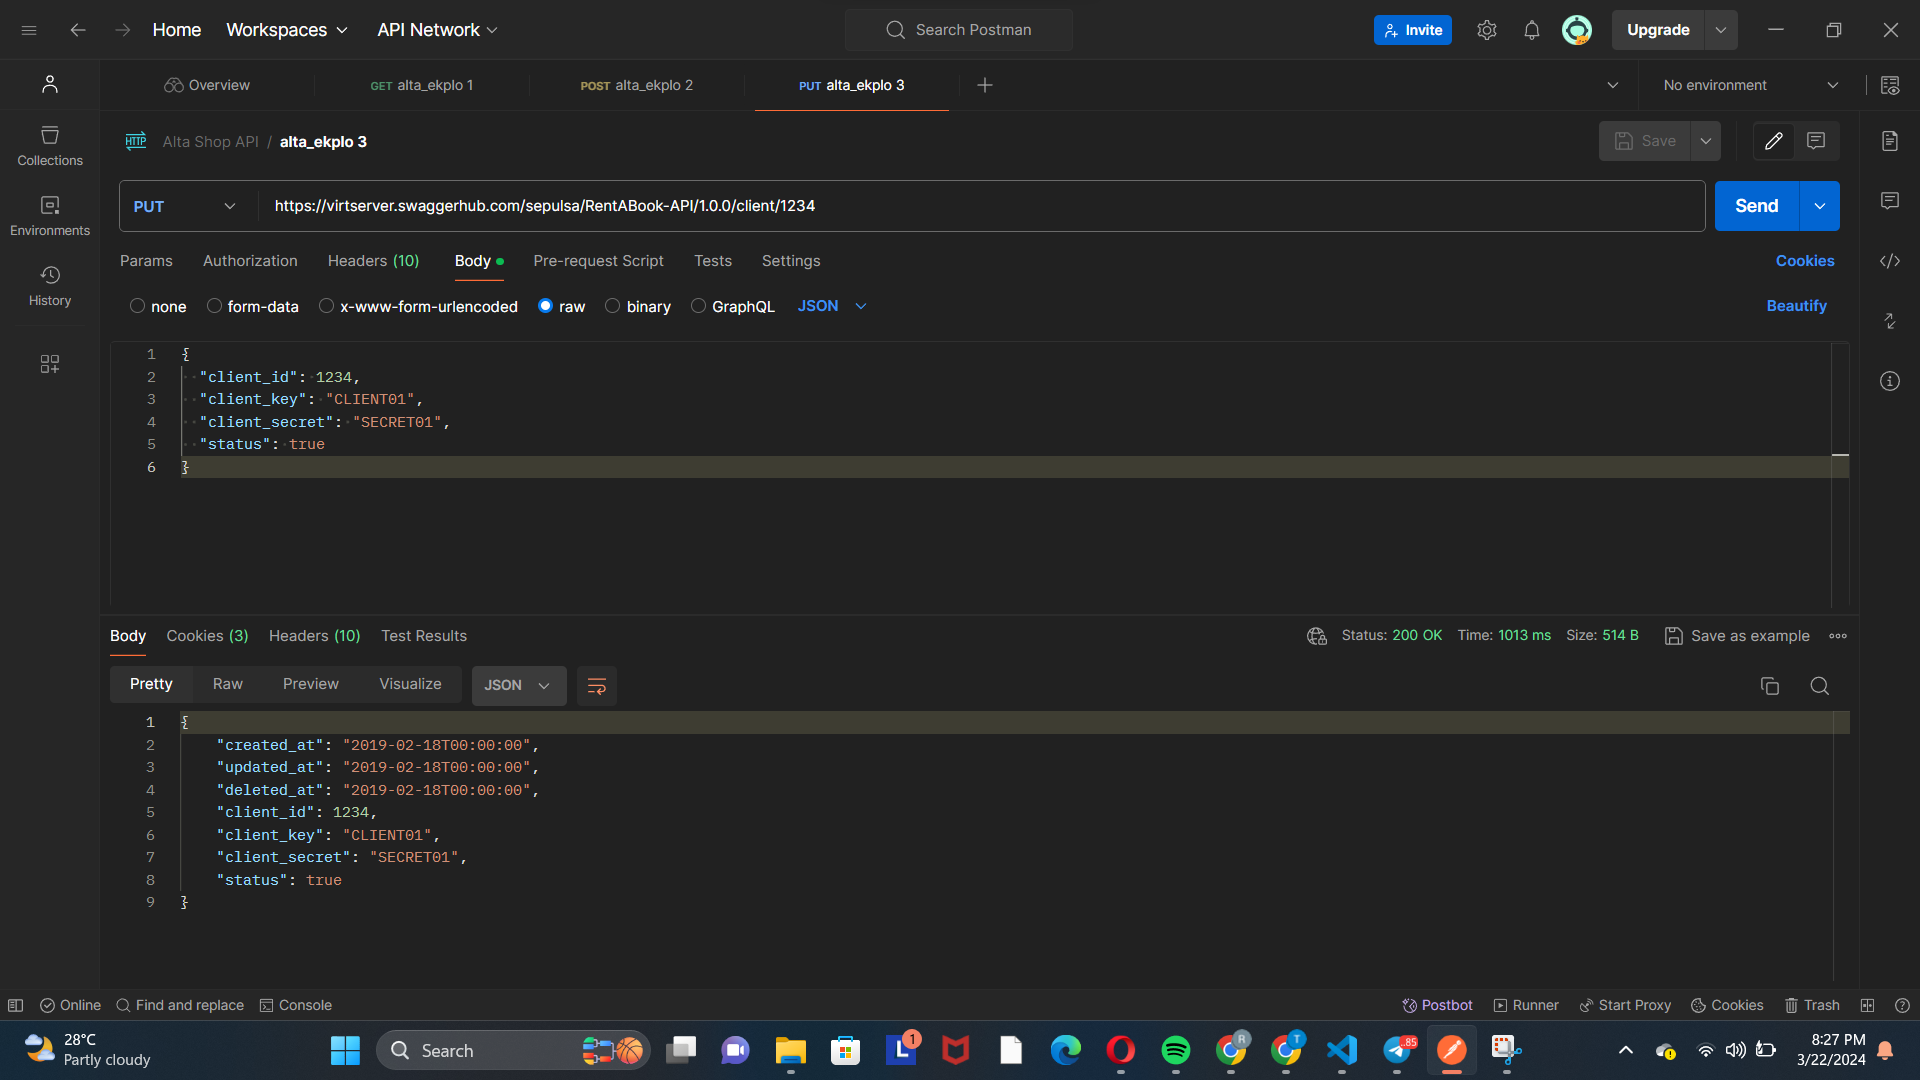 Home Workspaces API Network Search Postman Invite Upgrade
Overview GET alta_ekplo 1 POST alta_ekplo 2 PUT alta_ekplo 3 No environment
HTTP Alta Shop API / alta_ekplo 3 Save
Collections
PUT https://virtserver.swaggerhub.com/sepulsa/RentABook-API/1.0.0/client/1234 Send
Environments
Params Authorization Headers (10) Body Pre-request Script Tests Settings Cookies
History
none form-data x-www-form-urlencoded raw binary GraphQL JSON Beautify
1 {
2 "client_id": 1234,
3 "client_key": "CLIENT01",
4 "client_secret": "SECRET01",
5 "status": true
6 }
Body Cookies (3) Headers (10) Test Results Status: 200 OK Time: 1013 ms Size: 514 B Save as example
Pretty Raw Preview Visualize JSON
1 {
2 "created_at": "2019-02-18T00:00:00",
3 "updated_at": "2019-02-18T00:00:00",
4 "deleted_at": "2019-02-18T00:00:00",
5 "client_id": 1234,
6 "client_key": "CLIENT01",
7 "client_secret": "SECRET01",
8 "status": true
9 }
Online Find and replace Console Postbot Runner Start Proxy Cookies Trash
28°C
Partly cloudy
Search
L 1
R
T
..85
8:27 PM
3/22/2024